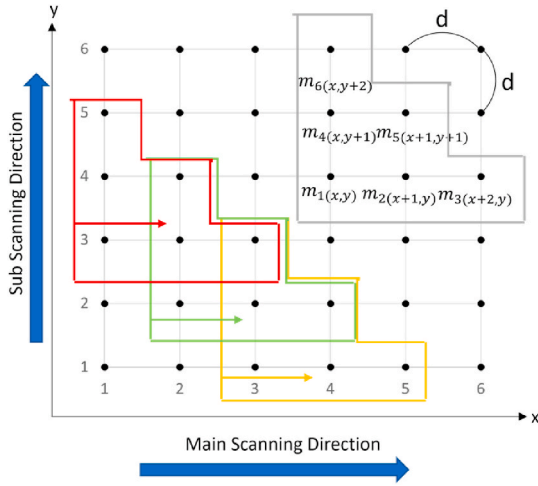 y
6
5
4
3
2
1
1 2 3 4 5 6
x
d
d
m₆(x,y+2)
m₄(x,y+1) m₅(x+1,y+1)
m₁(x,y) m₂(x+1,y) m₃(x+2,y)
Sub Scanning Direction
Main Scanning Direction